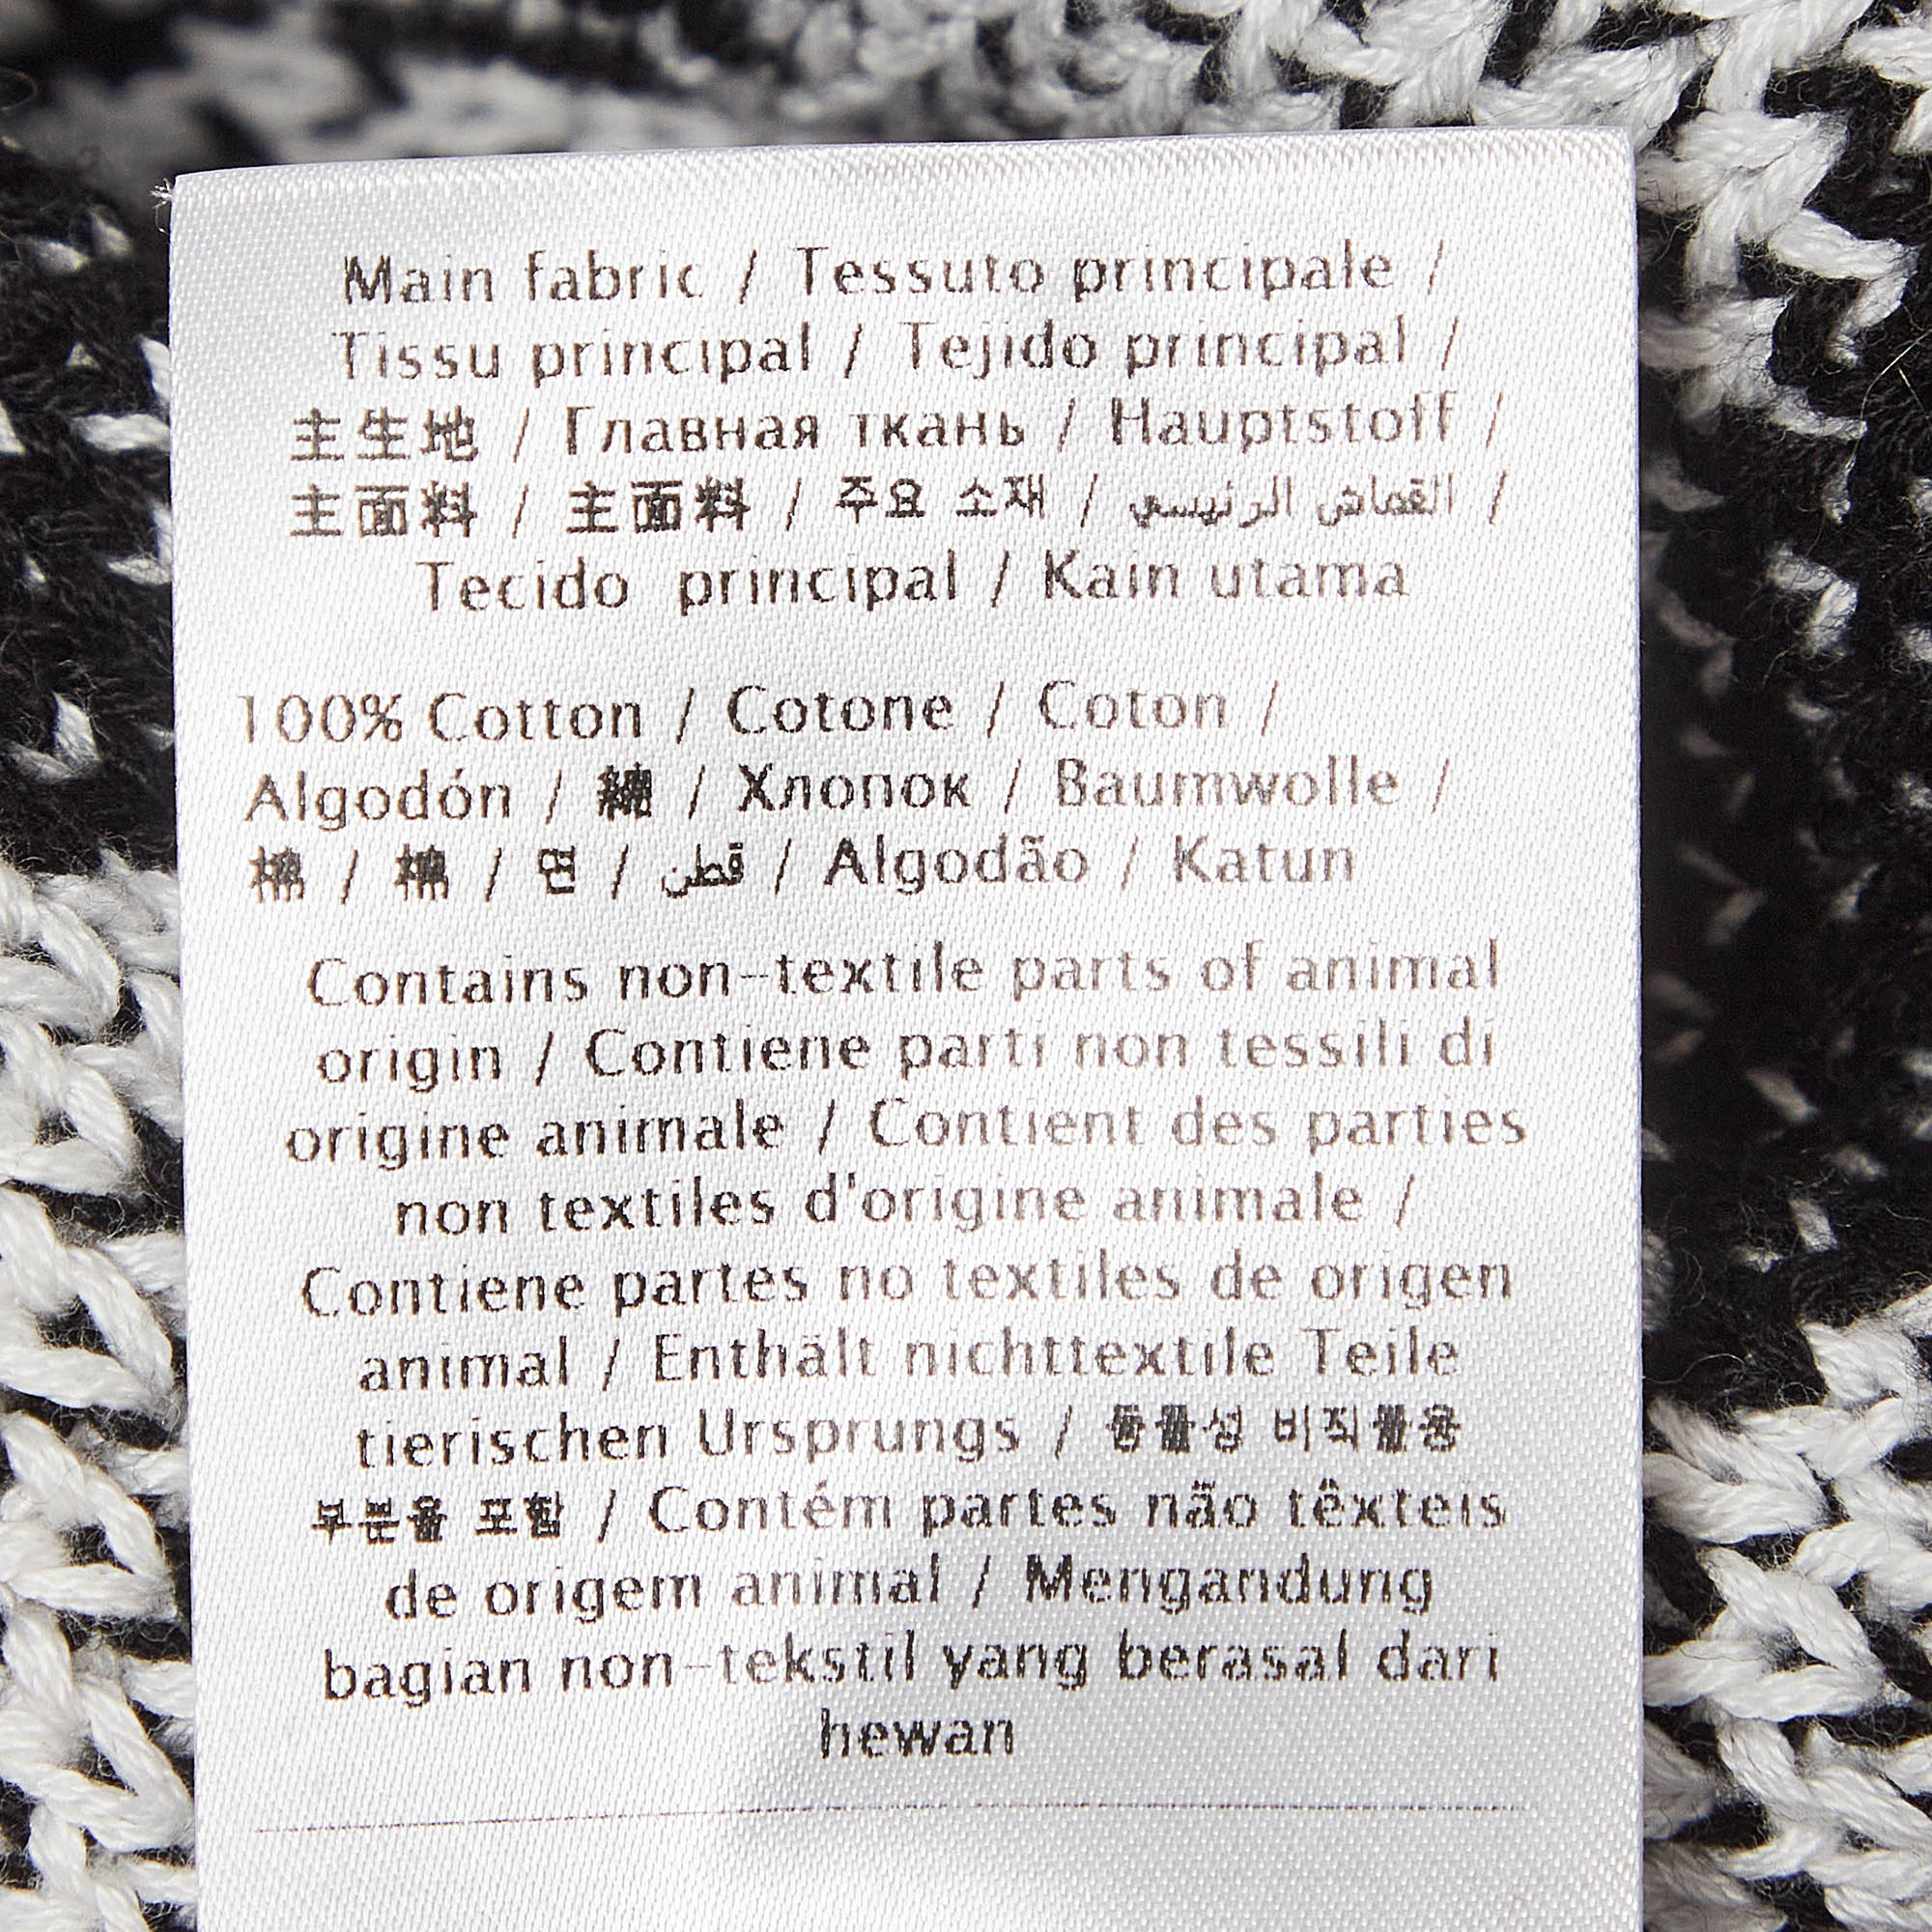 Main fabric / Tessuto principale /
Tissu principal / Tejido principal /
主生地 / Главная ткань / Hauptstoff /
主面料 / 主面料 / 주요 소재 / القماش الرئيسي /
Tecido principal / Kain utama
100% Cotton / Cotone / Coton /
Algodón / 綿 / Хлопок / Baumwolle /
棉 / 棉 / 면 / قطن / Algodão / Katun
Contains non-textile parts of animal
origin / Contiene parti non tessili di
origine animale / Contient des parties
non textiles d'origine animale /
Contiene partes no textiles de origen
animal / Enthält nichttextile Teile
tierischen Ursprungs / 동물성 비직물용
부분을 포함 / Contém partes não têxteis
de origem animal / Mengandung
bagian non-tekstil yang berasal dari
hewan